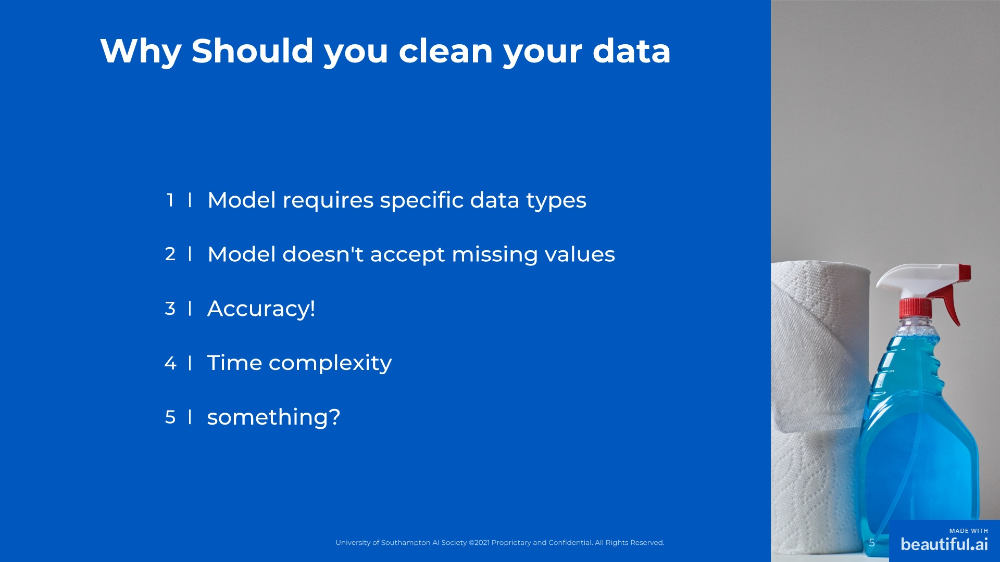 Why Should you clean your data
1 | Model requires specific data types
2 | Model doesn't accept missing values
3 | Accuracy!
4 | Time complexity
5 | something?
University of Southampton AI Society ©2021 Proprietary and Confidential. All Rights Reserved.
5
MADE WITH
beautiful.ai